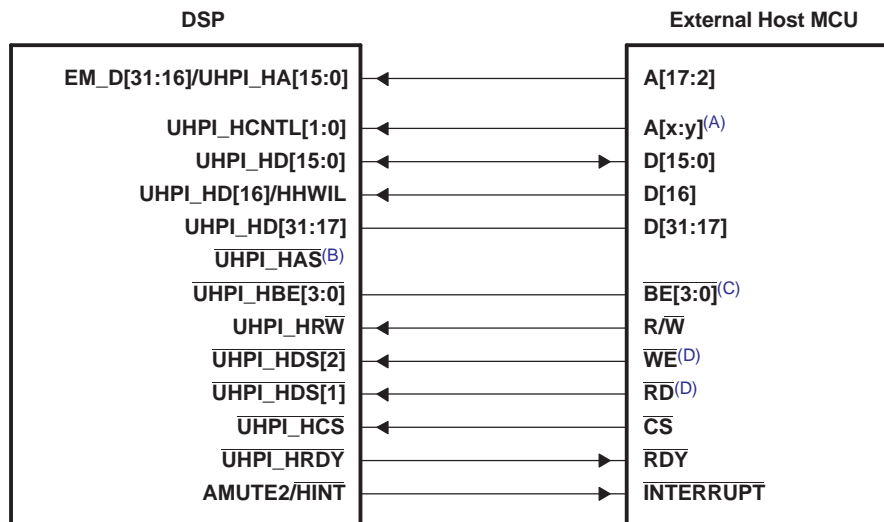 DSP External Host MCU
EM_D[31:16]/UHPI_HA[15:0] A[17:2]
UHPI_HCNTL[1:0] A[x:y](A)
UHPI_HD[15:0] D[15:0]
UHPI_HD[16]/HHWIL D[16]
UHPI_HD[31:17] D[31:17]
UHPI_HAS(B)
UHPI_HBE[3:0] BE[3:0](C)
UHPI_HRW R/W
UHPI_HDS[2] WE(D)
UHPI_HDS[1] RD(D)
UHPI_HCS CS
UHPI_HRDY RDY
AMUTE2/HINT INTERRUPT